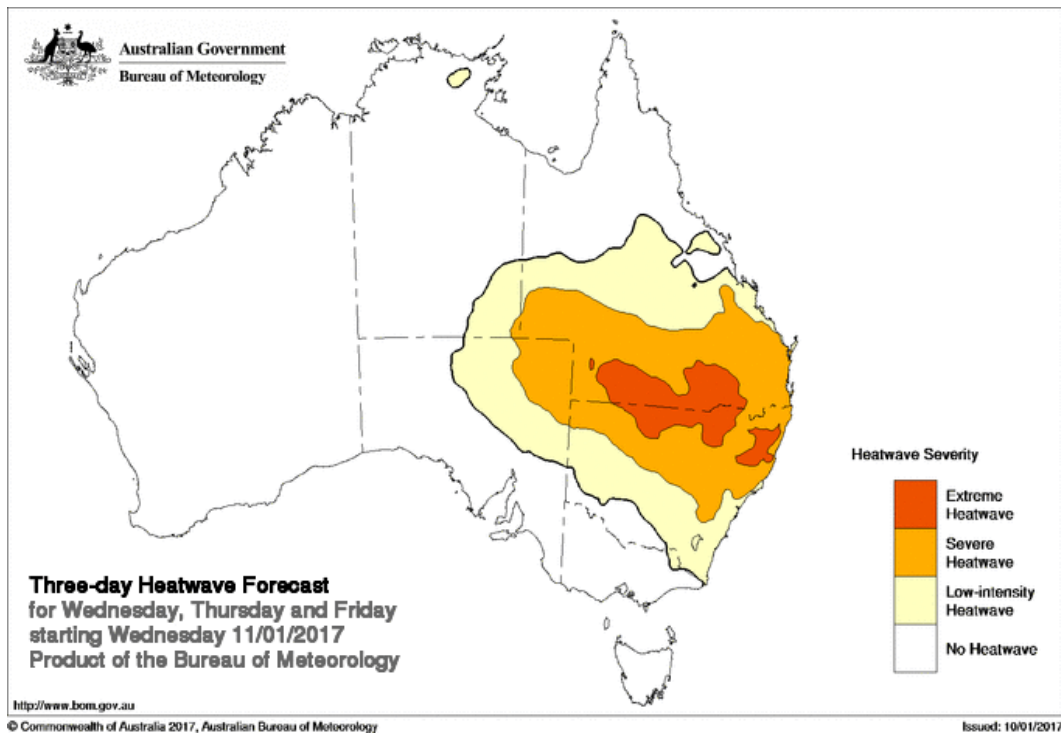 Australian Government
Bureau of Meteorology
Heatwave Severity
Extreme
Heatwave
Severe
Heatwave
Low-intensity
Heatwave
No Heatwave
Three-day Heatwave Forecast
for Wednesday, Thursday and Friday
starting Wednesday 11/01/2017
Product of the Bureau of Meteorology
http://www.bom.gov.au
© Commonwealth of Australia 2017, Australian Bureau of Meteorology
Issued: 10/01/2017